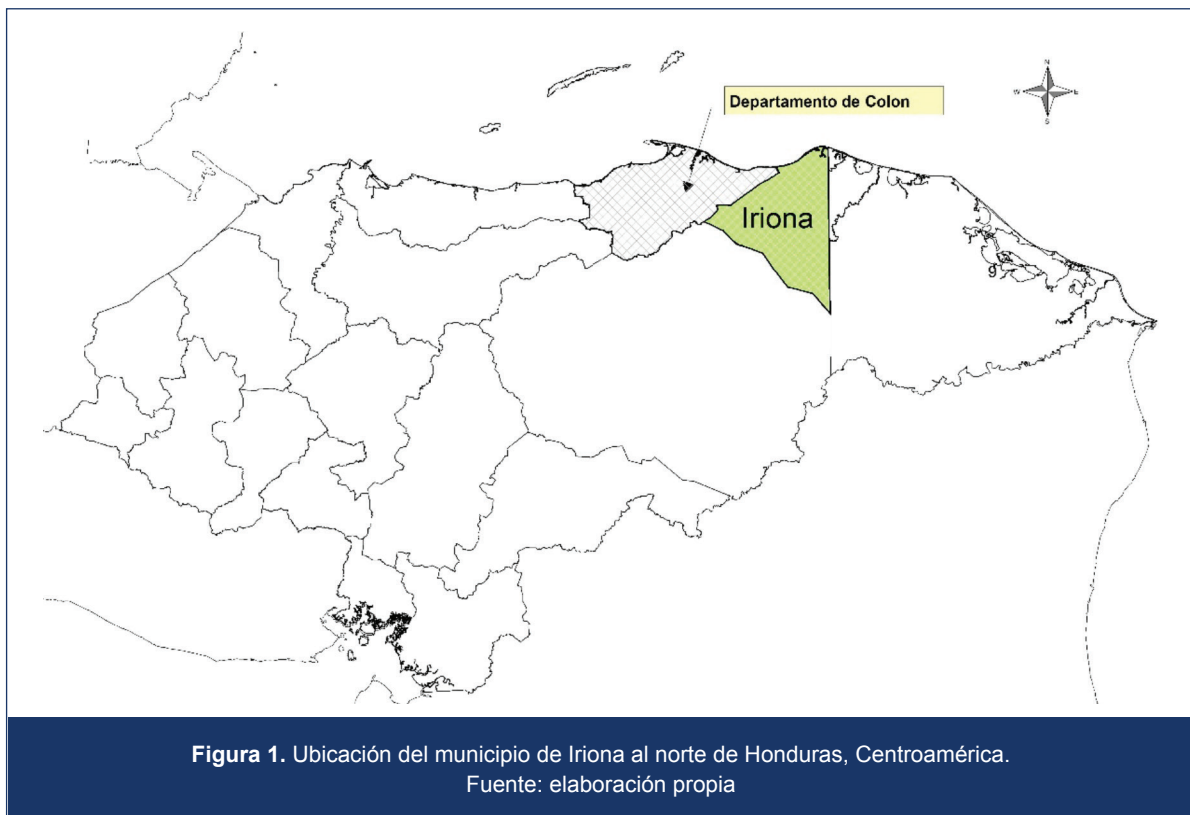 N
W E
S
Departamento de Colon
Iriona
g
Figura 1. Ubicación del municipio de Iriona al norte de Honduras, Centroamérica.
Fuente: elaboración propia